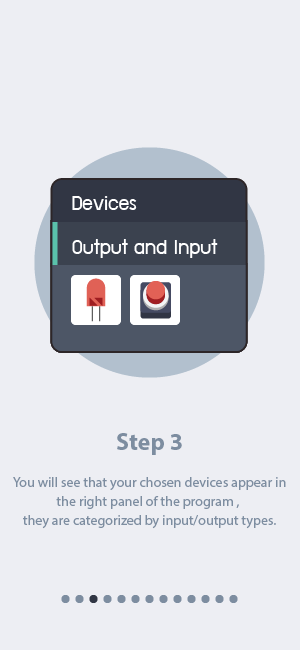 Devices
Output and Input
Step 3
You will see that your chosen devices appear in
the right panel of the program ,
they are categorized by input/output types.